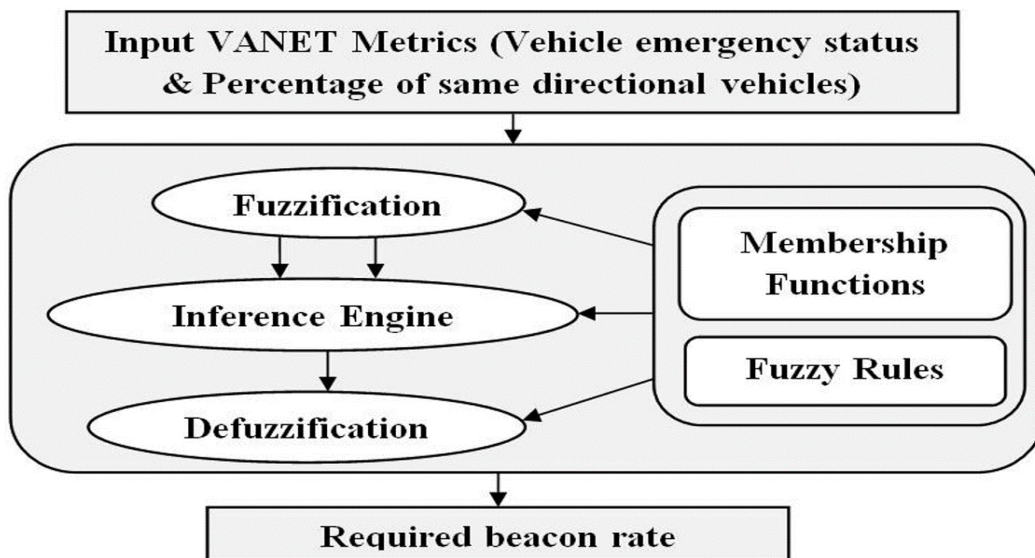 Input VANET Metrics (Vehicle emergency status
& Percentage of same directional vehicles)
Fuzzification
Membership
Functions
Inference Engine
Fuzzy Rules
Defuzzification
Required beacon rate